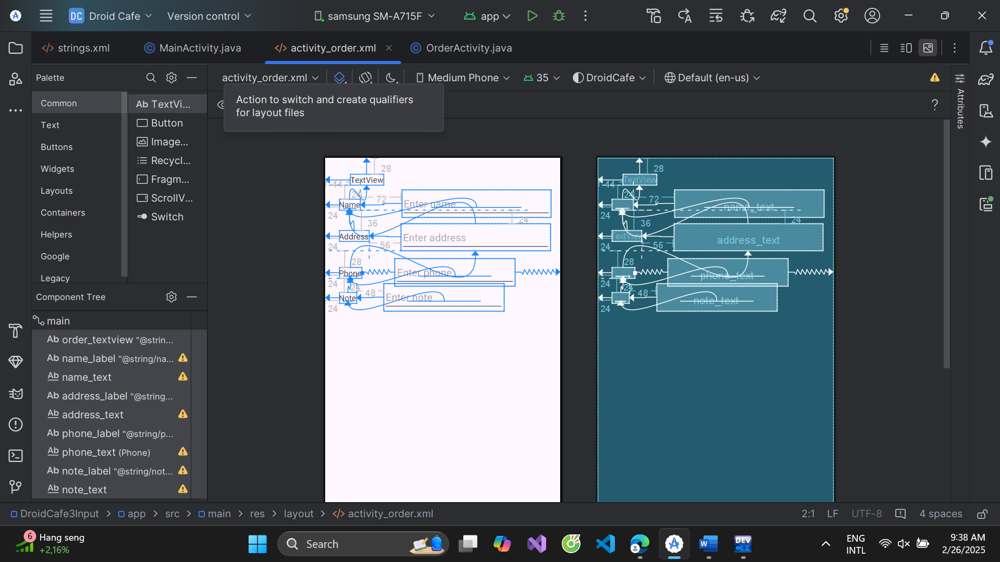 DC Droid Cafe
Version control
samsung SM-A715F
app
strings.xml
MainActivity.java
activity_order.xml
OrderActivity.java
Palette
activity_order.xml
Medium Phone
35
DroidCafe
Default (en-us)
Action to switch and create qualifiers
for layout files
?
Attributes
Common
Text
Buttons
Widgets
Layouts
Containers
Helpers
Google
Legacy
Ab TextVi...
Button
Image...
Recycl...
Fragm...
ScrollV...
Switch
28
TextView
44
24
72
Name
Enter name
24
36
24
Address
Enter address
24
56
28
Phone
Enter phone
24
24
48
Note
Enter note
24
28
TextView
44
24
72
name_text
24
36
24
TextView
address_text
24
56
28
phone_text
24
24
48
note_text
24
Component Tree
main
Ab order_textview "@strin...
Ab name_label "@string/na...
Ab name_text
Ab address_label "@string...
Ab address_text
Ab phone_label "@string/p...
Ab phone_text (Phone)
Ab note_label "@string/not...
Ab note_text
DroidCafe3Input > app > src > main > res > layout > activity_order.xml
2:1 LF UTF-8 4 spaces
6
Hang seng
+2,16%
Search
W
DEV
C++
ENG
INTL
9:38 AM
2/26/2025